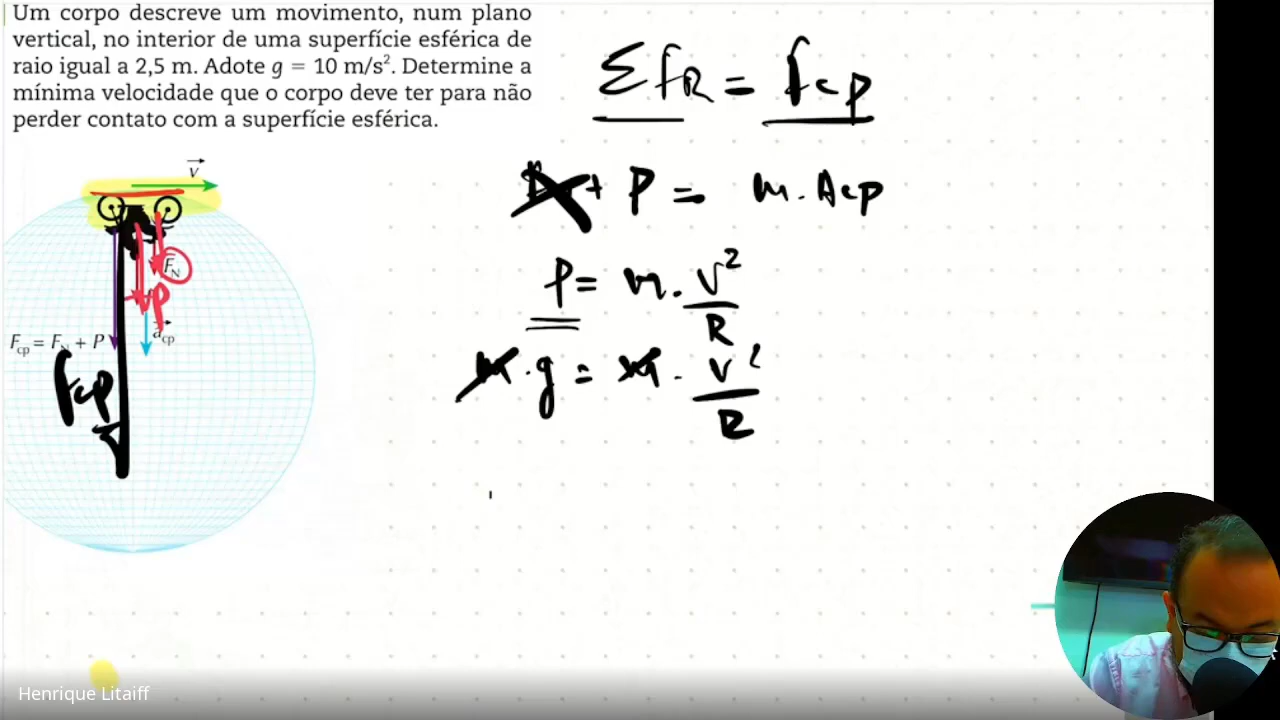 Um corpo descreve um movimento, num plano
vertical, no interior de uma superfície esférica de
raio igual a 2,5 m. Adote g = 10 m/s². Determine a
mínima velocidade que o corpo deve ter para não
perder contato com a superfície esférica.
ΣFR = Fcp
N + P = m. Acp
P = m. V²/R
m. g = m. V²/R
v
FN
P
acp
Fcp = FN + P
Fcp
Henrique Litaiff